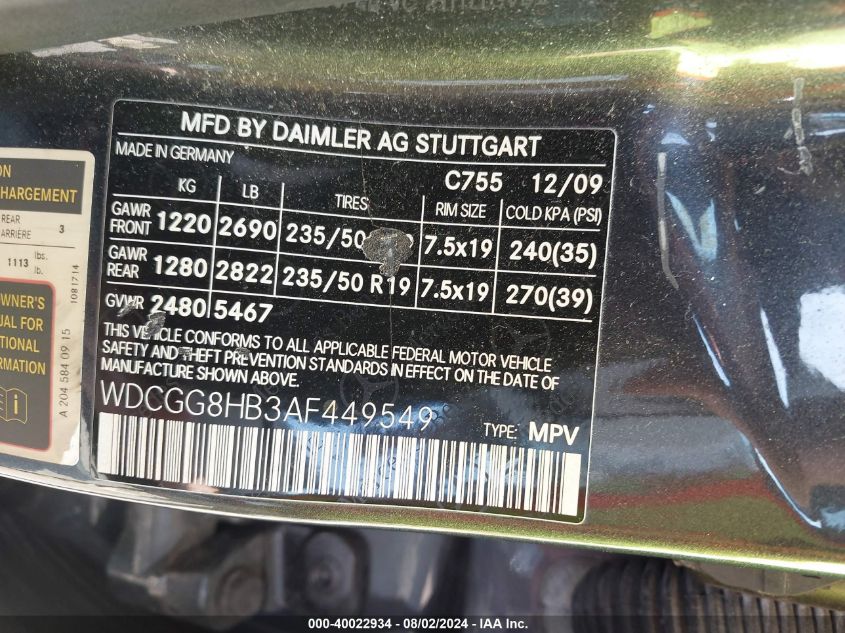 MFD BY DAIMLER AG STUTTGART
MADE IN GERMANY
C755 12/09
KG LB TIRES RIM SIZE COLD KPA (PSI)
GAWR FRONT 1220 2690 235/50 7.5x19 240(35)
GAWR REAR 1280 2822 235/50 R19 7.5x19 270(39)
GVWR 2480 5467
THIS VEHICLE CONFORMS TO ALL APPLICABLE FEDERAL MOTOR VEHICLE
SAFETY AND THEFT PREVENTION STANDARDS IN EFFECT ON THE DATE OF
MANUFACTURE SHOWN ABOVE.
WDCGG8HB3AF449549
TYPE: MPV
CHARGEMENT
REAR
ARRIERE 3
1113 lbs.
lb.
1081714
OWNER'S
UAL FOR
TIONAL
ORMATION
A 204 584 09 15
000-40022934 - 08/02/2024 - IAA Inc.